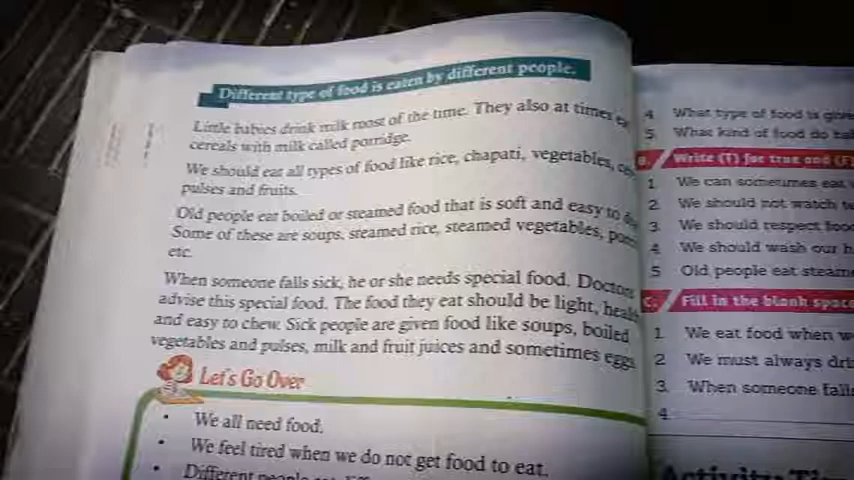 Different type of food is eaten by different people.
Little babies drink milk most of the time. They also at times
cereals with milk called porridge.
We should eat all types of food like rice, chapati, vegetables,
pulses and fruits.
Old people eat boiled or steamed food that is soft and easy to
Some of these are soups, steamed rice, steamed vegetables,
etc.
When someone falls sick, he or she needs special food. Doctors
advise this special food. The food they eat should be light,
and easy to chew. Sick people are given food like soups, boiled
vegetables and pulses, milk and fruit juices and sometimes eggs
Let's Go Over
• We all need food.
• We feel tired when we do not get food to eat.
• Different people eat
4. What type of food is give
5. What kind of food do
B. Write (T) for true and (F)
1. We can sometimes eat
2. We should not watch
3. We should respect food
4. We should wash our h
5. Old people eat steam
C. Fill in the blank space
1. We eat food when w
2. We must always dri
3. When someone falls
4.
Activity Tim